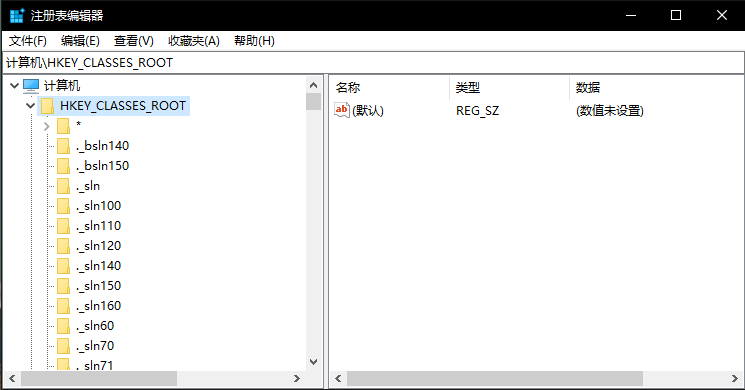 注册表编辑器
文件(F) 编辑(E) 查看(V) 收藏夹(A) 帮助(H)
计算机\HKEY_CLASSES_ROOT
计算机
HKEY_CLASSES_ROOT
*
._bsln140
._bsln150
._sln
._sln100
._sln110
._sln120
._sln140
._sln150
._sln160
._sln60
._sln70
._sln71
名称 类型 数据
ab (默认) REG_SZ (数值未设置)